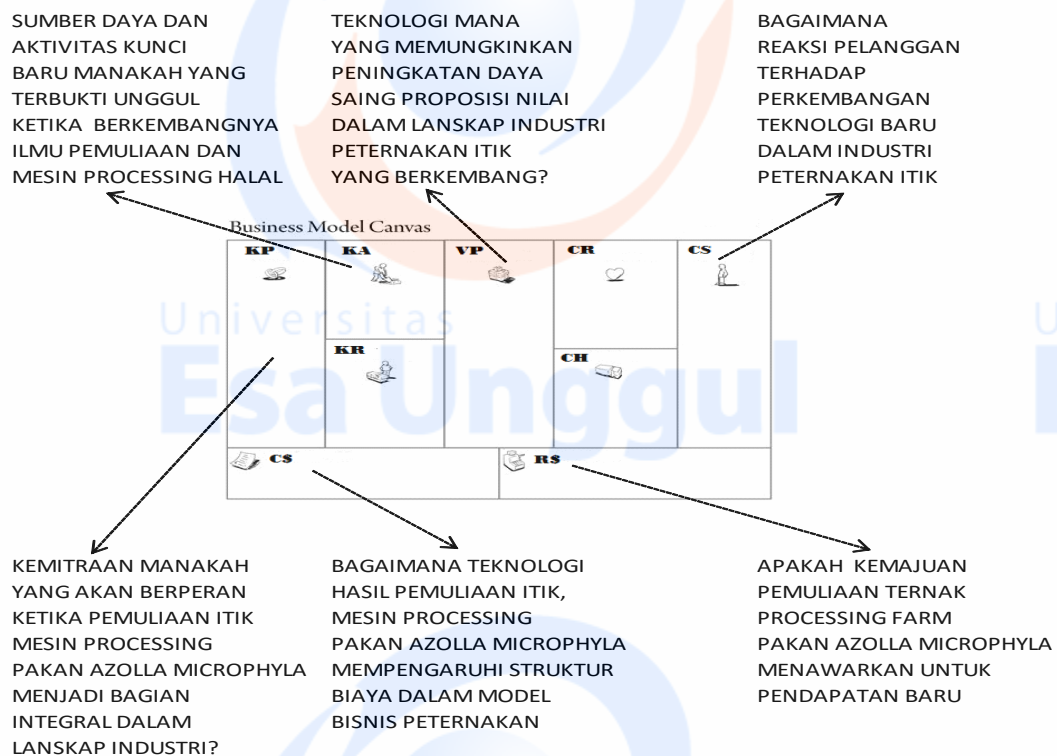 SUMBER DAYA DAN
AKTIVITAS KUNCI
BARU MANAKAH YANG
TERBUKTI UNGGUL
KETIKA BERKEMBANGNYA
ILMU PEMULIAAN DAN
MESIN PROCESSING HALAL
TEKNOLOGI MANA
YANG MEMUNGKINKAN
PENINGKATAN DAYA
SAING PROPOSISI NILAI
DALAM LANSKAP INDUSTRI
PETERNAKAN ITIK
YANG BERKEMBANG?
BAGAIMANA
REAKSI PELANGGAN
TERHADAP
PERKEMBANGAN
TEKNOLOGI BARU
DALAM INDUSTRI
PETERNAKAN ITIK
Business Model Canvas
KP
KA
VP
CR
CS
KR
CH
C$
R$
Universitas
Esa Unggul
KEMITRAAN MANAKAH
YANG AKAN BERPERAN
KETIKA PEMULIAAN ITIK
MESIN PROCESSING
PAKAN AZOLLA MICROPHYLA
MENJADI BAGIAN
INTEGRAL DALAM
LANSKAP INDUSTRI?
BAGAIMANA TEKNOLOGI
HASIL PEMULIAAN ITIK,
MESIN PROCESSING
PAKAN AZOLLA MICROPHYLA
MEMPENGARUHI STRUKTUR
BIAYA DALAM MODEL
BISNIS PETERNAKAN
APAKAH KEMAJUAN
PEMULIAAN TERNAK
PROCESSING FARM
PAKAN AZOLLA MICROPHYLA
MENAWARKAN UNTUK
PENDAPATAN BARU